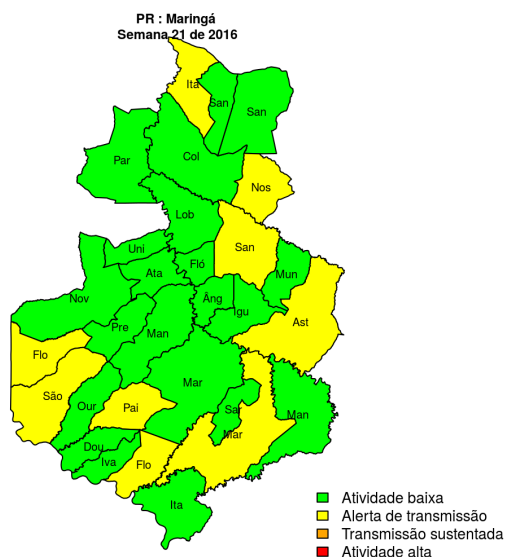 PR : Maringá
Semana 21 de 2016
Ita
San
San
Par
Col
Nos
Lob
Uni
San
Fló
Ata
Mun
Nov
Âng
Igu
Pre
Man
Ast
Flo
Mar
São
Our
Pai
Sar
Man
Mar
Dou
Iva
Flo
Ita
Atividade baixa
Alerta de transmissão
Transmissão sustentada
Atividade alta